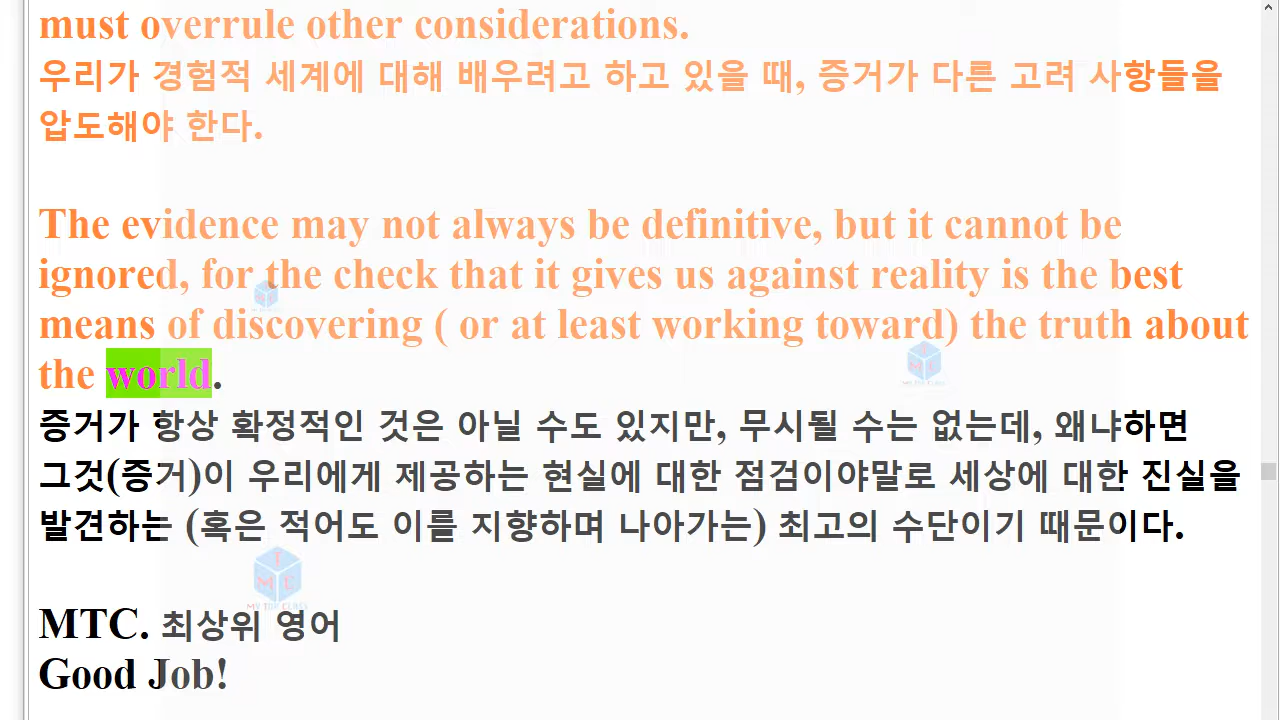 must overrule other considerations.
우리가 경험적 세계에 대해 배우려고 하고 있을 때, 증거가 다른 고려 사항들을
압도해야 한다.
The evidence may not always be definitive, but it cannot be
ignored, for the check that it gives us against reality is the best
means of discovering ( or at least working toward) the truth about
the world.
증거가 항상 확정적인 것은 아닐 수도 있지만, 무시될 수는 없는데, 왜냐하면
그것(증거)이 우리에게 제공하는 현실에 대한 점검이야말로 세상에 대한 진실을
발견하는 (혹은 적어도 이를 지향하며 나아가는) 최고의 수단이기 때문이다.
MTC. 최상위 영어
Good Job!